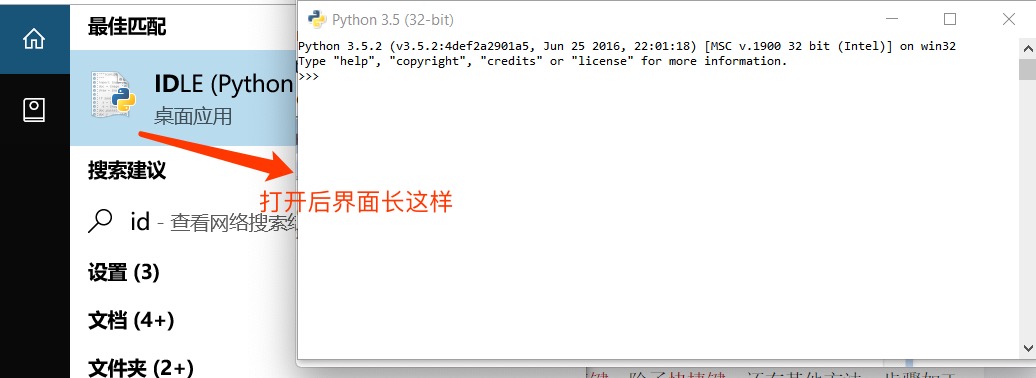 最佳匹配
IDLE (Python
桌面应用
搜索建议
id - 查看网络搜索结
设置 (3)
文档 (4+)
文件夹 (2+)
打开后界面长这样
Python 3.5 (32-bit)
Python 3.5.2 (v3.5.2:4def2a2901a5, Jun 25 2016, 22:01:18) [MSC v.1900 32 bit (Intel)] on win32
Type "help", "copyright", "credits" or "license" for more information.
>>>